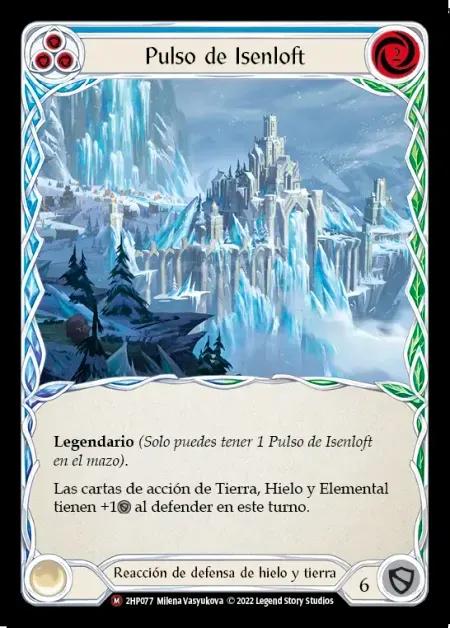 Pulso de Isenloft
2
Legendario (Solo puedes tener 1 Pulso de Isenloft
en el mazo).
Las cartas de acción de Tierra, Hielo y Elemental
tienen +1 al defender en este turno.
Reacción de defensa de hielo y tierra
6
M 2HP077 Milena Vasyukova © 2022 Legend Story Studios